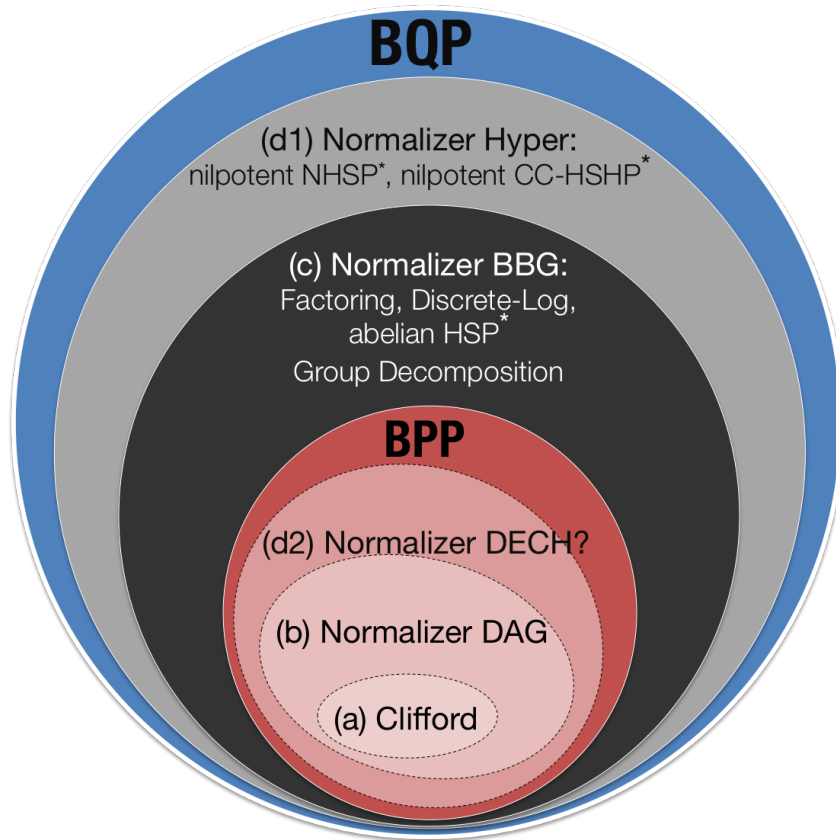 BQP
(d1) Normalizer Hyper:
nilpotent NHSP*, nilpotent CC-HSHP*
(c) Normalizer BBG:
Factoring, Discrete-Log,
abelian HSP*
Group Decomposition
BPP
(d2) Normalizer DECH?
(b) Normalizer DAG
(a) Clifford